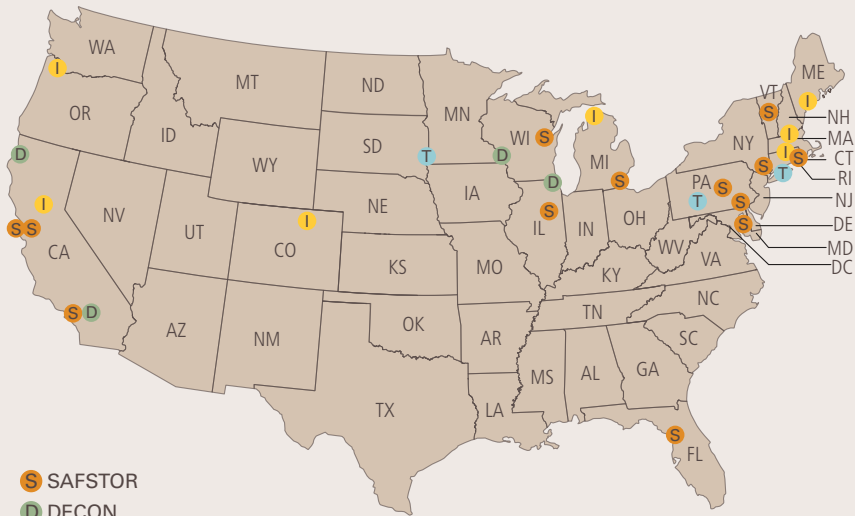 WA
MT
ND
MN
ME
I
I
I
VT
S
NH
OR
ID
SD
WI
S
NY
I
MA
D
WY
T
D
MI
I
S
CT
S
T
RI
IA
D
S
PA
S
I
NE
S
T
S
NJ
NV
UT
I
IL
IN
OH
S
DE
S
S
CO
WV
MD
CA
KS
MO
KY
VA
DC
S
D
NC
TN
AZ
OK
AR
SC
NM
MS
AL
GA
TX
LA
S
FL
S SAFSTOR
D DECON